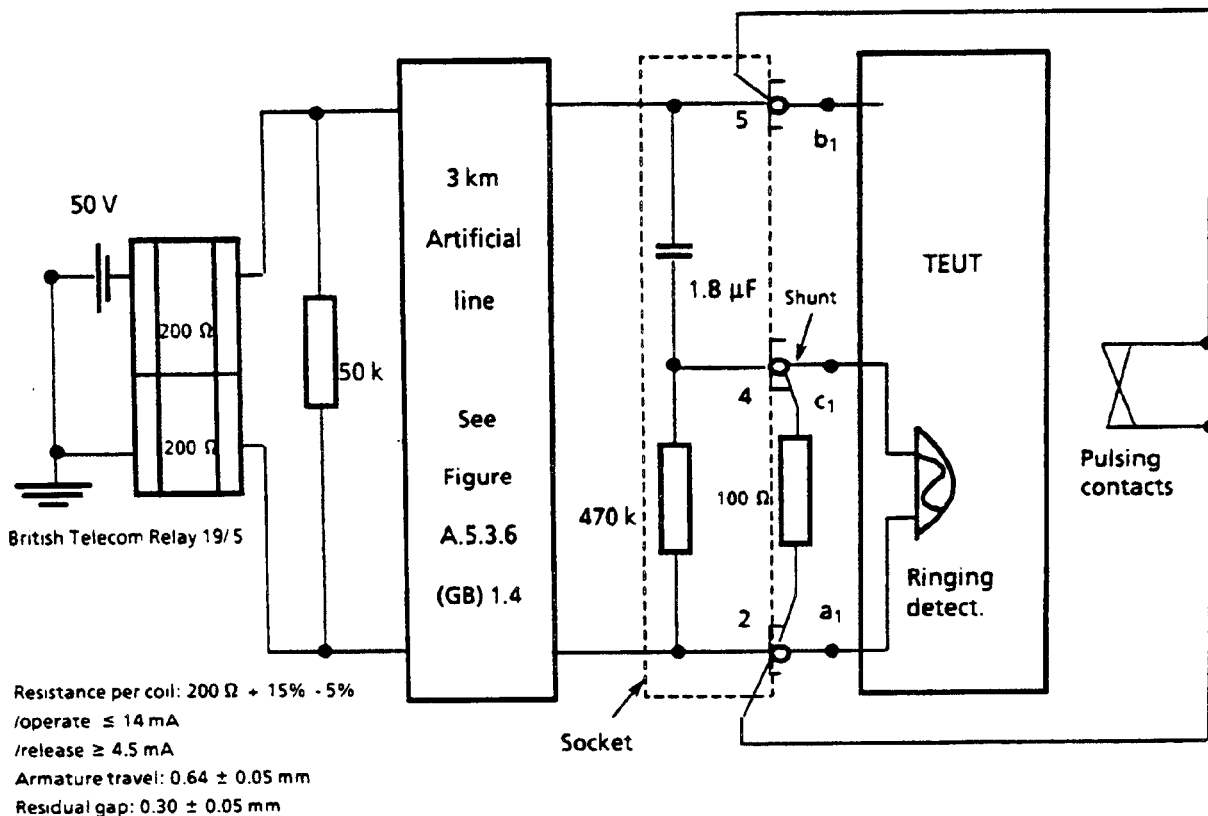 50 V
200 Ω
200 Ω
British Telecom Relay 19/5
50 k
3 km
Artificial
line
See
Figure
A.5.3.6
(GB) 1.4
5
b1
1.8 µF
Shunt
4
c1
470 k
100 Ω
2
a1
Socket
TEUT
Ringing
detect.
Pulsing
contacts
Resistance per coil: 200 Ω + 15% - 5%
/operate ≤ 14 mA
/release ≥ 4.5 mA
Armature travel: 0.64 ± 0.05 mm
Residual gap: 0.30 ± 0.05 mm